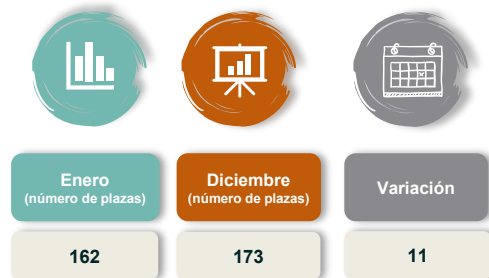 Enero
(número de plazas)
Diciembre
(número de plazas)
Variación
162
173
11